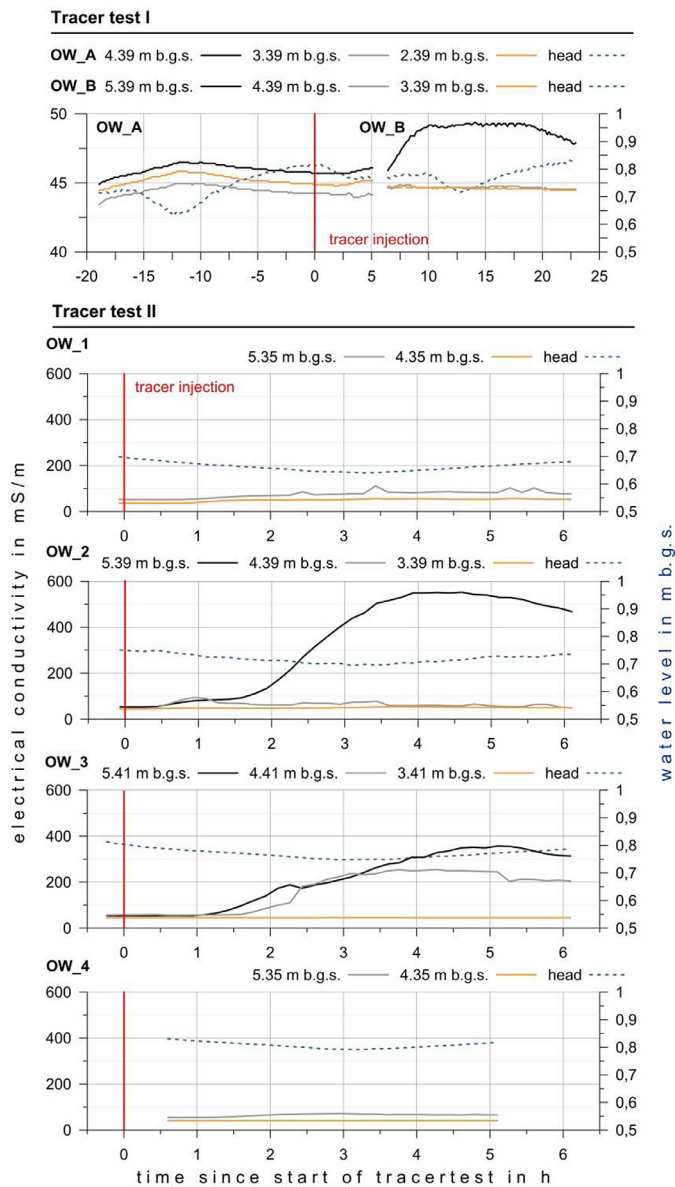 Tracer test I
OW_A 4.39 m b.g.s. 3.39 m b.g.s. 2.39 m b.g.s. head
OW_B 5.39 m b.g.s. 4.39 m b.g.s. 3.39 m b.g.s. head
50 OW_A OW_B 1
0,9
0,8
45 0,7
0,6
tracer injection
40 0,5
-20 -15 -10 -5 0 5 10 15 20 25
Tracer test II
OW_1
5.35 m b.g.s. 4.35 m b.g.s. head
600 1
tracer injection
0,9
400 0,8
0,7
200
0,6
0 0,5
0 1 2 3 4 5 6
OW_2
5.39 m b.g.s. 4.39 m b.g.s. 3.39 m b.g.s. head
600 1
0,9
400 0,8
0,7
200
0,6
0 0,5
0 1 2 3 4 5 6
OW_3
5.41 m b.g.s. 4.41 m b.g.s. 3.41 m b.g.s. head
600 1
0,9
400 0,8
0,7
200
0,6
0 0,5
0 1 2 3 4 5 6
OW_4
5.35 m b.g.s. 4.35 m b.g.s. head
600 1
0,9
400 0,8
0,7
200
0,6
0 0,5
0 1 2 3 4 5 6
time since start of tracertest in h
electrical conductivity in mS/m
water level in m b.g.s.